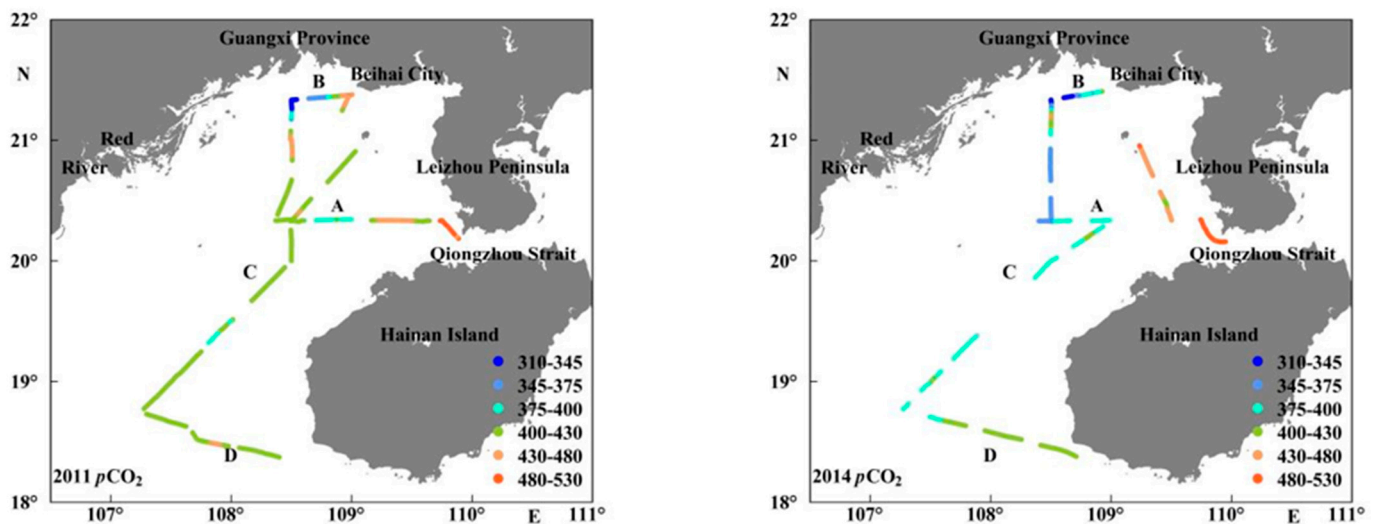 22°
Guangxi Province
N
B
Beihai City
21°
Red
River
Leizhou Peninsula
A
20°
Qiongzhou Strait
C
Hainan Island
310-345
19°
345-375
375-400
400-430
D
430-480
2011 pCO₂
480-530
18°
107°
108°
109°
110°
E
111°
22°
Guangxi Province
N
B
Beihai City
21°
Red
River
Leizhou Peninsula
A
20°
Qiongzhou Strait
C
Hainan Island
310-345
19°
345-375
375-400
400-430
D
430-480
2014 pCO₂
480-530
18°
107°
108°
109°
110°
E
111°